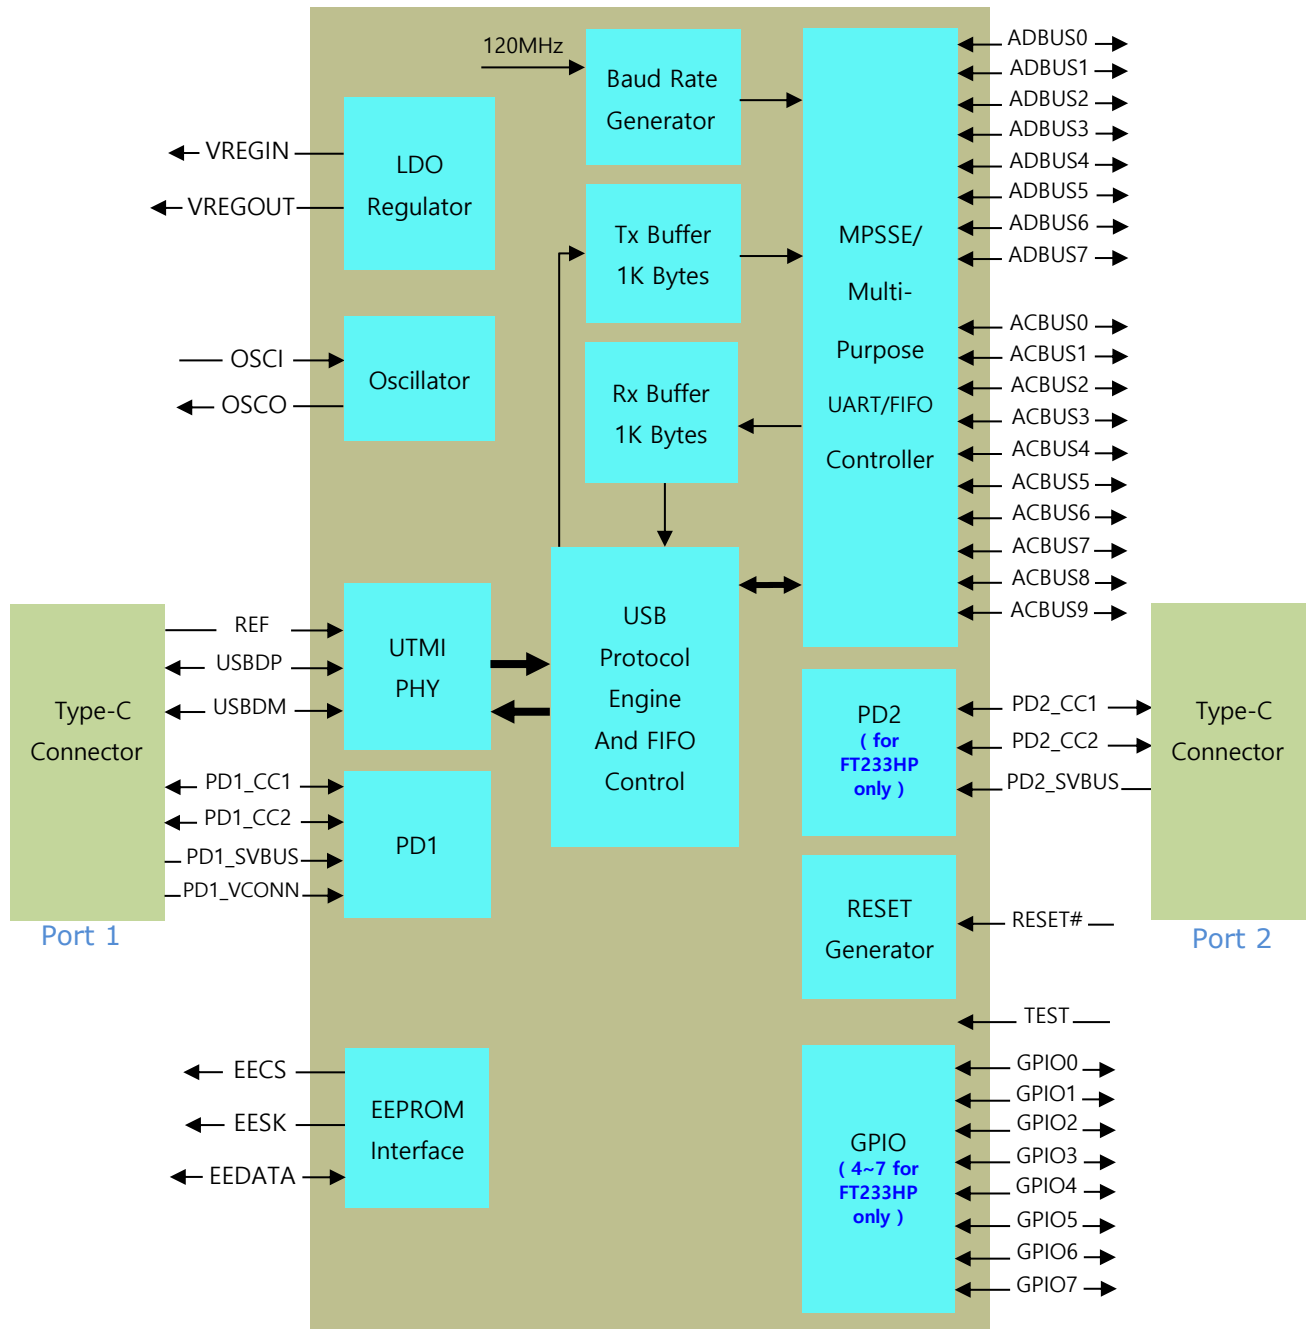 120MHz
Baud Rate
Generator
LDO
Regulator
VREGIN
VREGOUT
Tx Buffer
1K Bytes
Oscillator
OSCI
OSCO
Rx Buffer
1K Bytes
MPSSE/
Multi-
Purpose
UART/FIFO
Controller
ADBUS0
ADBUS1
ADBUS2
ADBUS3
ADBUS4
ADBUS5
ADBUS6
ADBUS7
ACBUS0
ACBUS1
ACBUS2
ACBUS3
ACBUS4
ACBUS5
ACBUS6
ACBUS7
ACBUS8
ACBUS9
Type-C
Connector
Port 1
REF
USBDP
USBDM
PD1_CC1
PD1_CC2
PD1_SVBUS
PD1_VCONN
UTMI
PHY
PD1
USB
Protocol
Engine
And FIFO
Control
PD2
( for
FT233HP
only )
PD2_CC1
PD2_CC2
PD2_SVBUS
Type-C
Connector
Port 2
RESET
Generator
RESET#
TEST
EECS
EESK
EEDATA
EEPROM
Interface
GPIO
( 4~7 for
FT233HP
only )
GPIO0
GPIO1
GPIO2
GPIO3
GPIO4
GPIO5
GPIO6
GPIO7